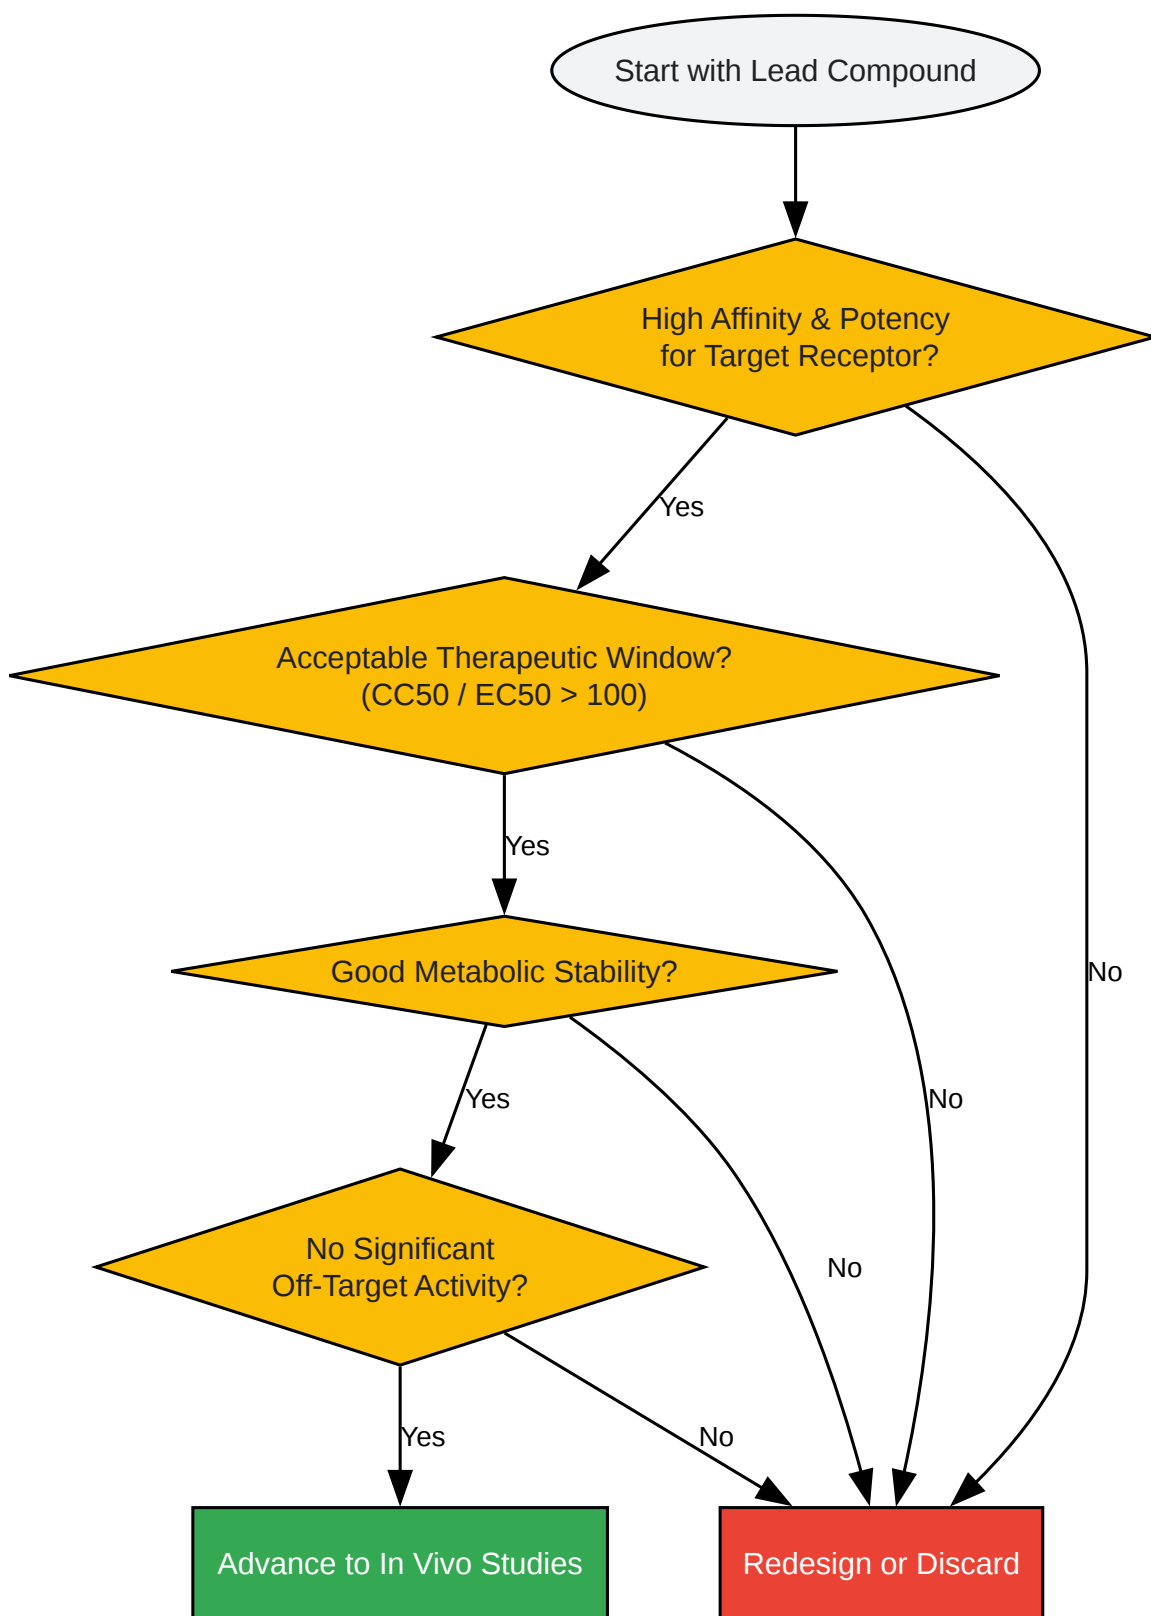 Start with Lead Compound
High Affinity & Potency
for Target Receptor?
Yes
Acceptable Therapeutic Window?
(CC50 / EC50 > 100)
Yes
Good Metabolic Stability?
No
Yes
No
No Significant
Off-Target Activity?
No
Yes
No
Advance to In Vivo Studies
Redesign or Discard